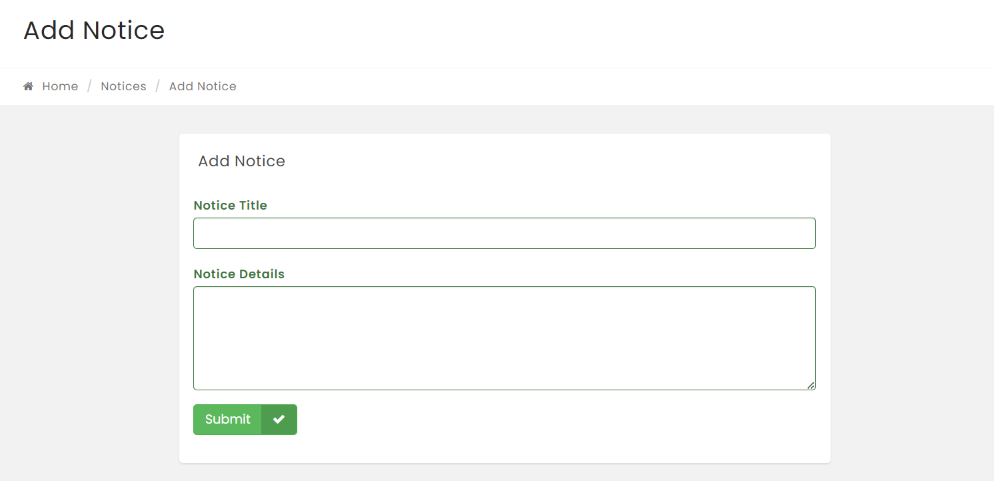 Add Notice
Home / Notices / Add Notice
Add Notice
Notice Title
Notice Details
Submit